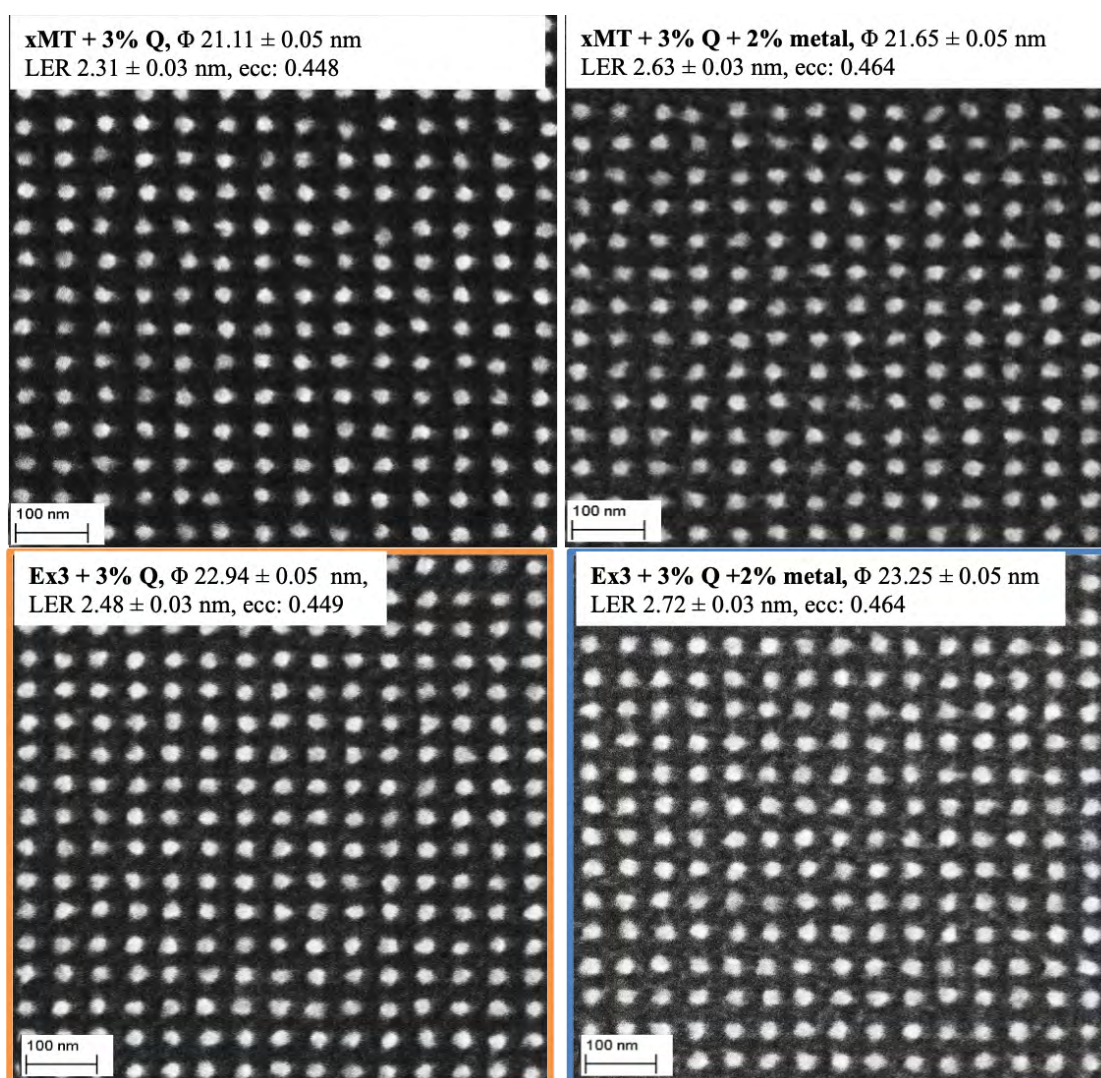 xMT + 3% Q, Φ 21.11 ± 0.05 nm
LER 2.31 ± 0.03 nm, ecc: 0.448
xMT + 3% Q + 2% metal, Φ 21.65 ± 0.05 nm
LER 2.63 ± 0.03 nm, ecc: 0.464
100 nm
100 nm
Ex3 + 3% Q, Φ 22.94 ± 0.05  nm,
LER 2.48 ± 0.03 nm, ecc: 0.449
Ex3 + 3% Q +2% metal, Φ 23.25 ± 0.05 nm
LER 2.72 ± 0.03 nm, ecc: 0.464
100 nm
100 nm